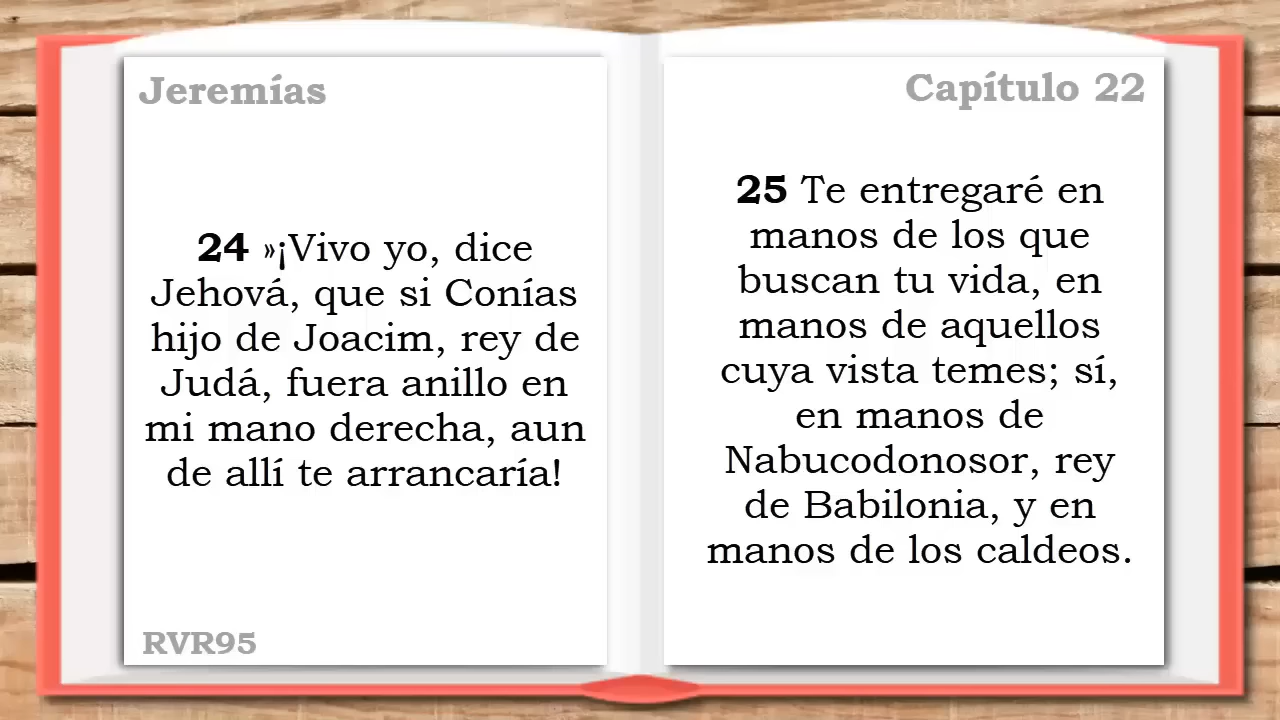 Jeremías
24 »¡Vivo yo, dice
Jehová, que si Conías
hijo de Joacim, rey de
Judá, fuera anillo en
mi mano derecha, aun
de allí te arrancaría!
RVR95
Capítulo 22
25 Te entregaré en
manos de los que
buscan tu vida, en
manos de aquellos
cuya vista temes; sí,
en manos de
Nabucodonosor, rey
de Babilonia, y en
manos de los caldeos.